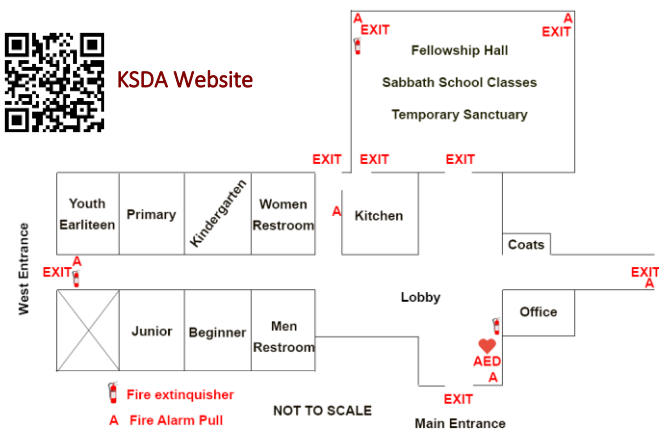 KSDA Website
A
A
EXIT
EXIT
Fellowship Hall
Sabbath School Classes
Temporary Sanctuary
EXIT
EXIT
EXIT
Youth
Earliteen
Primary
Kindergarten
Women
Restroom
A
Kitchen
Coats
West Entrance
A
EXIT
EXIT
A
Lobby
Office
Junior
Beginner
Men
Restroom
AED
A
EXIT
Fire extinguisher
A Fire Alarm Pull
NOT TO SCALE
Main Entrance